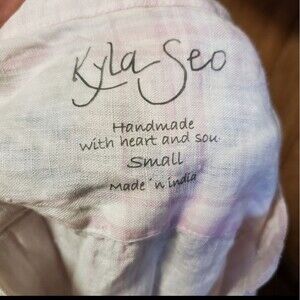 Kyla Seo
Handmade
with heart and sou
Small
Made 'n india